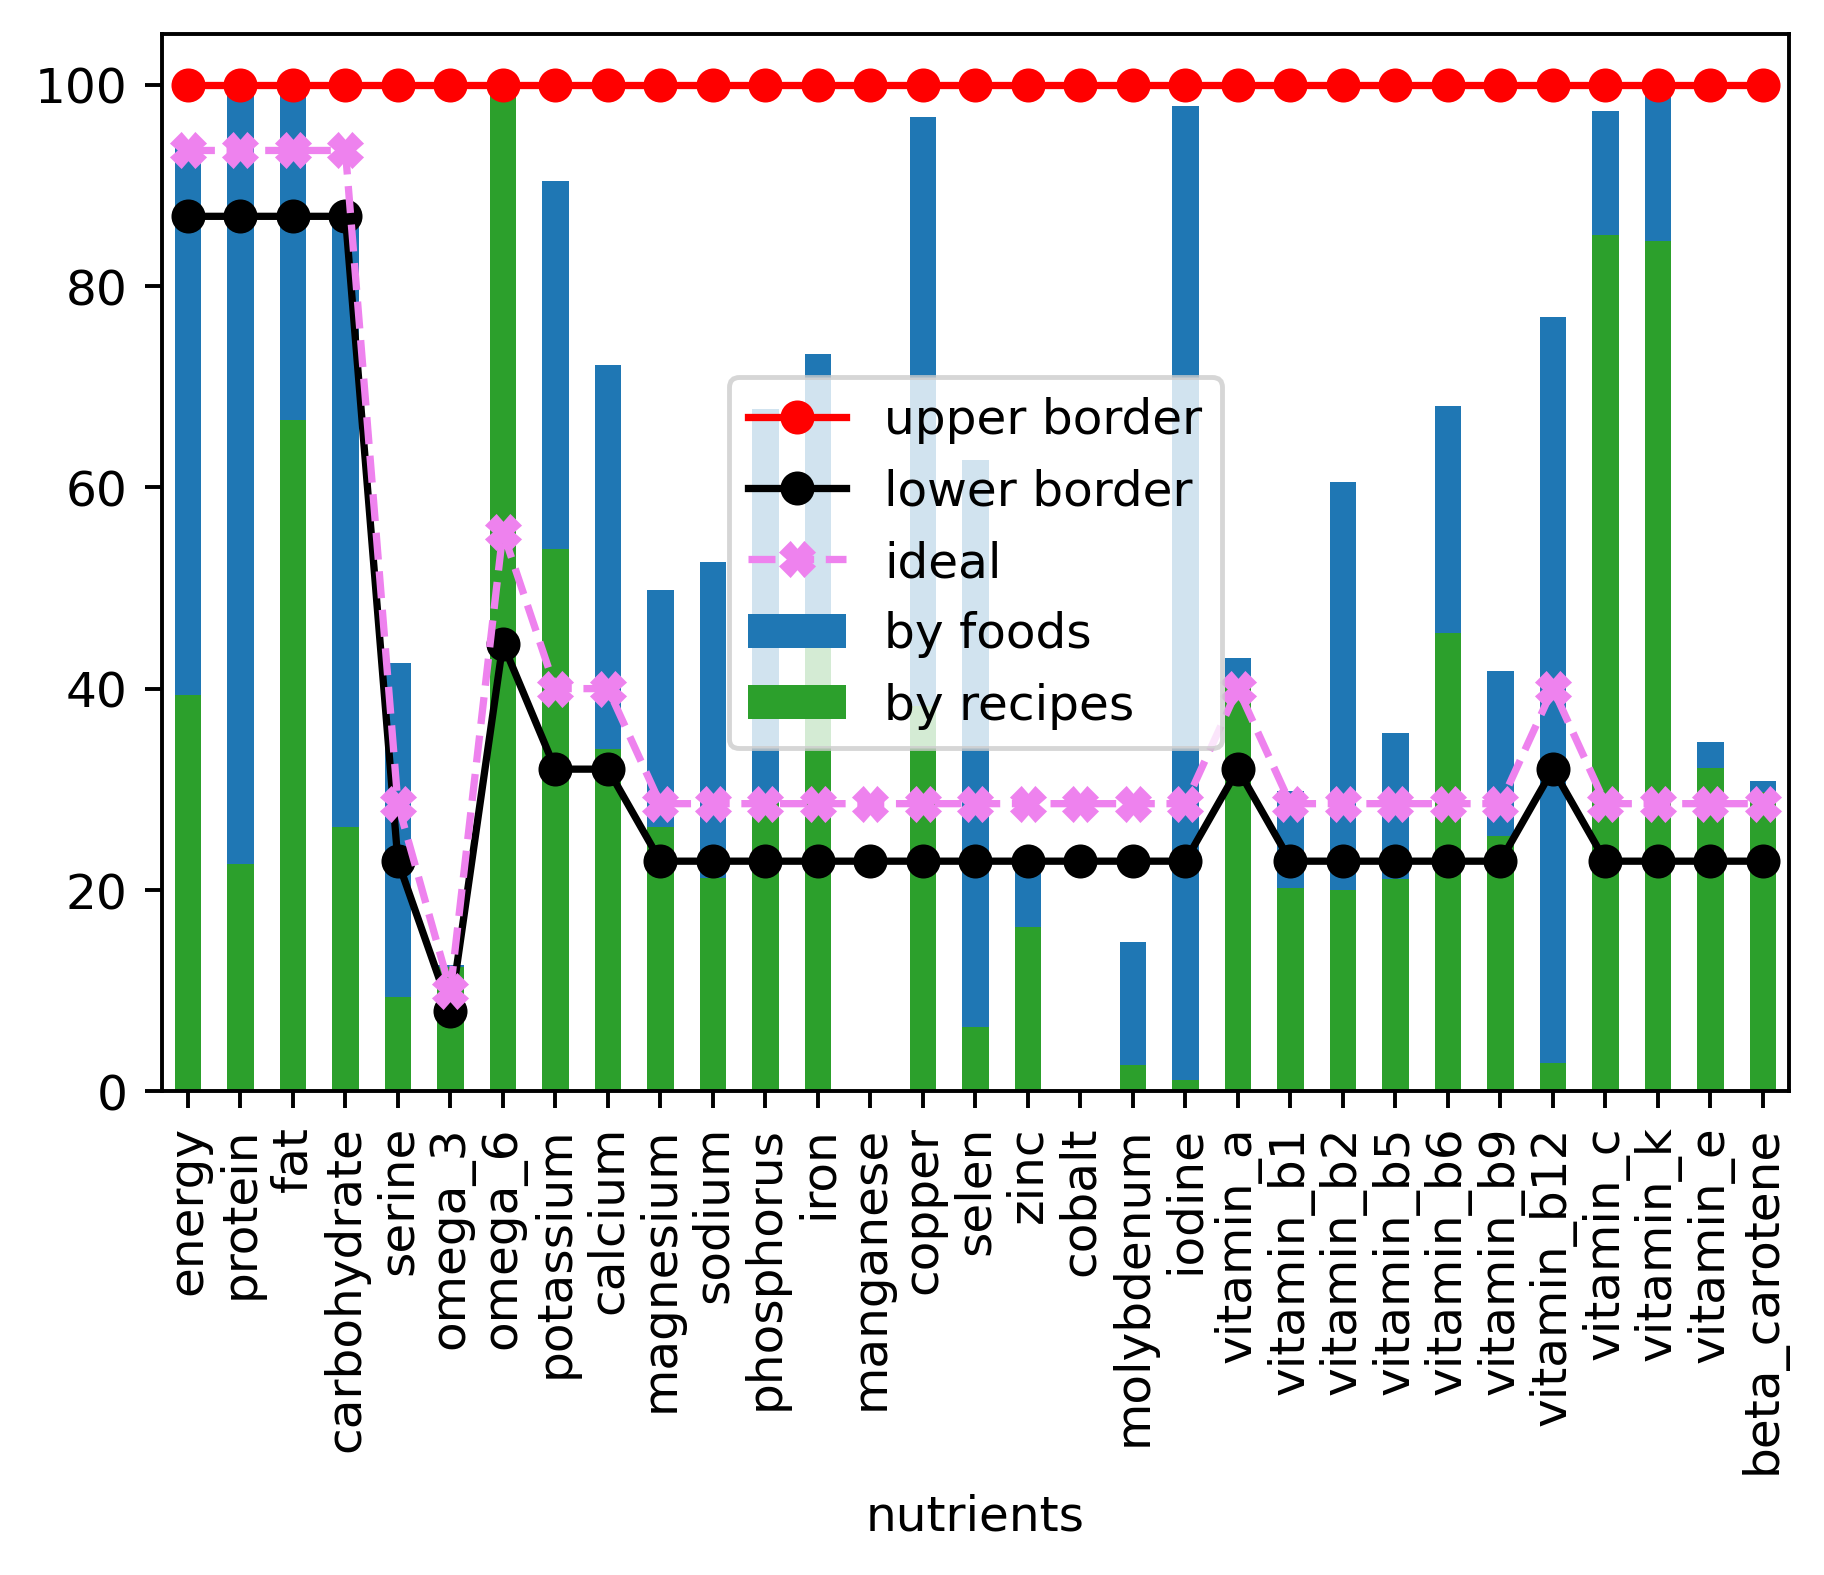 100
80
60
40
20
0
upper border
lower border
ideal
by foods
by recipes
energy
protein
fat
carbohydrate
serine
omega_3
omega_6
potassium
calcium
magnesium
sodium
phosphorus
iron
manganese
copper
selen
zinc
cobalt
molybdenum
iodine
vitamin_a
vitamin_b1
vitamin_b2
vitamin_b5
vitamin_b6
vitamin_b9
vitamin_b12
vitamin_c
vitamin_k
vitamin_e
beta_carotene
nutrients